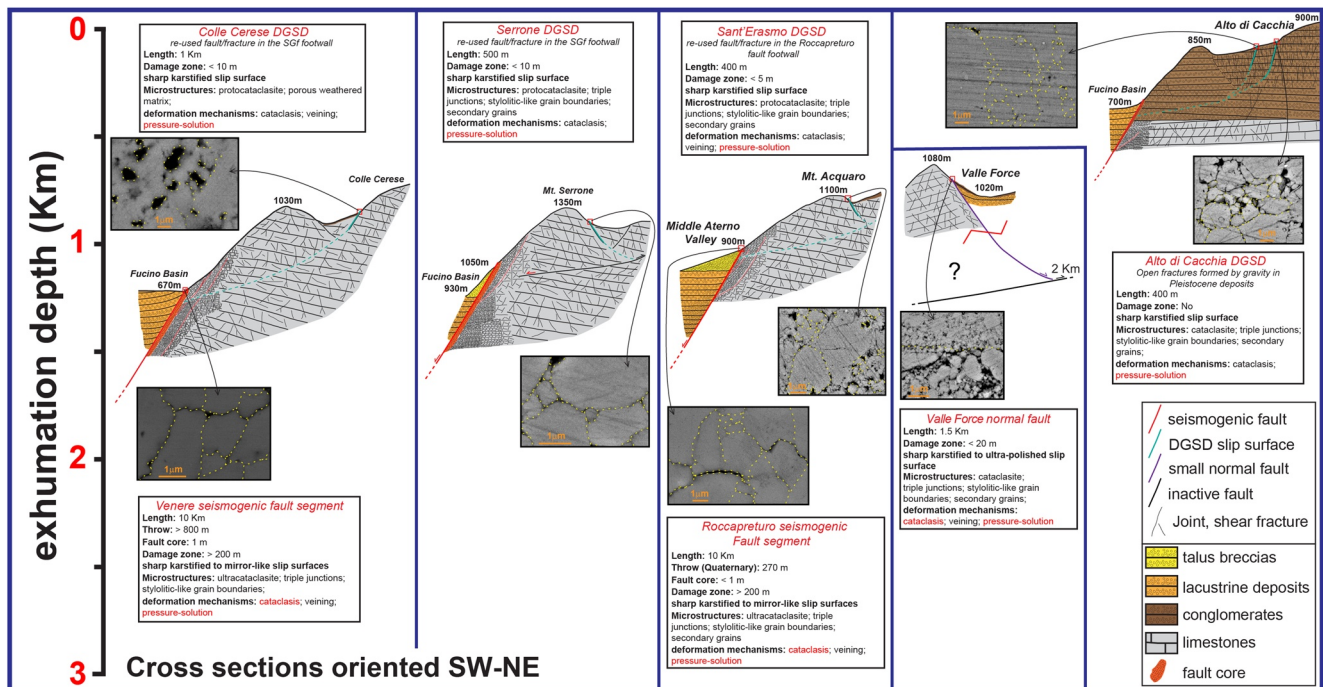 exhumation depth (Km)
0
1
2
3
Cross sections oriented SW-NE
Colle Cerese DGSD
re-used fault/fracture in the SGf footwall
Length: 1 Km
Damage zone: < 10 m
sharp karstified slip surface
Microstructures: protocataclasite; porous weathered
matrix;
deformation mechanisms: cataclasis; veining;
pressure-solution
1µm
Colle Cerese
1030m
Fucino Basin
670m
1µm
Venere seismogenic fault segment
Length: 10 Km
Throw: > 800 m
Fault core: 1 m
Damage zone: > 200 m
sharp karstified to mirror-like slip surfaces
Microstructures: ultracataclasite; triple junctions;
stylolitic-like grain boundaries;
deformation mechanisms: cataclasis; veining;
pressure-solution
Serrone DGSD
re-used fault/fracture in the SGf footwall
Length: 500 m
Damage zone: < 10 m
sharp karstified slip surface
Microstructures: protocataclasite; triple
junctions; stylolitic-like grain boundaries;
secondary grains
deformation mechanisms: cataclasis;
pressure-solution
Mt. Serrone
1350m
1050m
Fucino Basin
930m
1µm
Sant'Erasmo DGSD
re-used fault/fracture in the Roccapreturo
fault footwall
Length: 400 m
Damage zone: < 5 m
sharp karstified slip surface
Microstructures: protocataclasite; triple
junctions; stylolitic-like grain boundaries;
secondary grains
deformation mechanisms: cataclasis;
veining; pressure-solution
Mt. Acquaro
1100m
Middle Aterno
Valley
900m
1µm
1µm
Roccapreturo seismogenic
Fault segment
Length: 10 Km
Throw (Quaternary): 270 m
Fault core: < 1 m
Damage zone: > 200 m
sharp karstified to mirror-like slip surfaces
Microstructures: ultracataclasite; triple
junctions; stylolitic-like grain boundaries;
secondary grains
deformation mechanisms: cataclasis; veining;
pressure-solution
1µm
1080m
Valle Force
1020m
?
2 Km
Valle Force normal fault
Length: 1.5 Km
Damage zone: < 20 m
sharp karstified to ultra-polished slip
surface
Microstructures: cataclasite;
triple junctions; stylolitic-like grain
boundaries; secondary grains;
deformation mechanisms:
cataclasis; veining; pressure-solution
Alto di Cacchia
900m
850m
Fucino Basin
700m
Alto di Cacchia DGSD
Open fractures formed by gravity in
Pleistocene deposits
Length: 400 m
Damage zone: No
sharp karstified slip surface
Microstructures: cataclasite; triple junctions;
stylolitic-like grain boundaries; secondary
grains;
deformation mechanisms: cataclasis;
pressure-solution
seismogenic fault
DGSD slip surface
small normal fault
inactive fault
Joint, shear fracture
talus breccias
lacustrine deposits
conglomerates
limestones
fault core